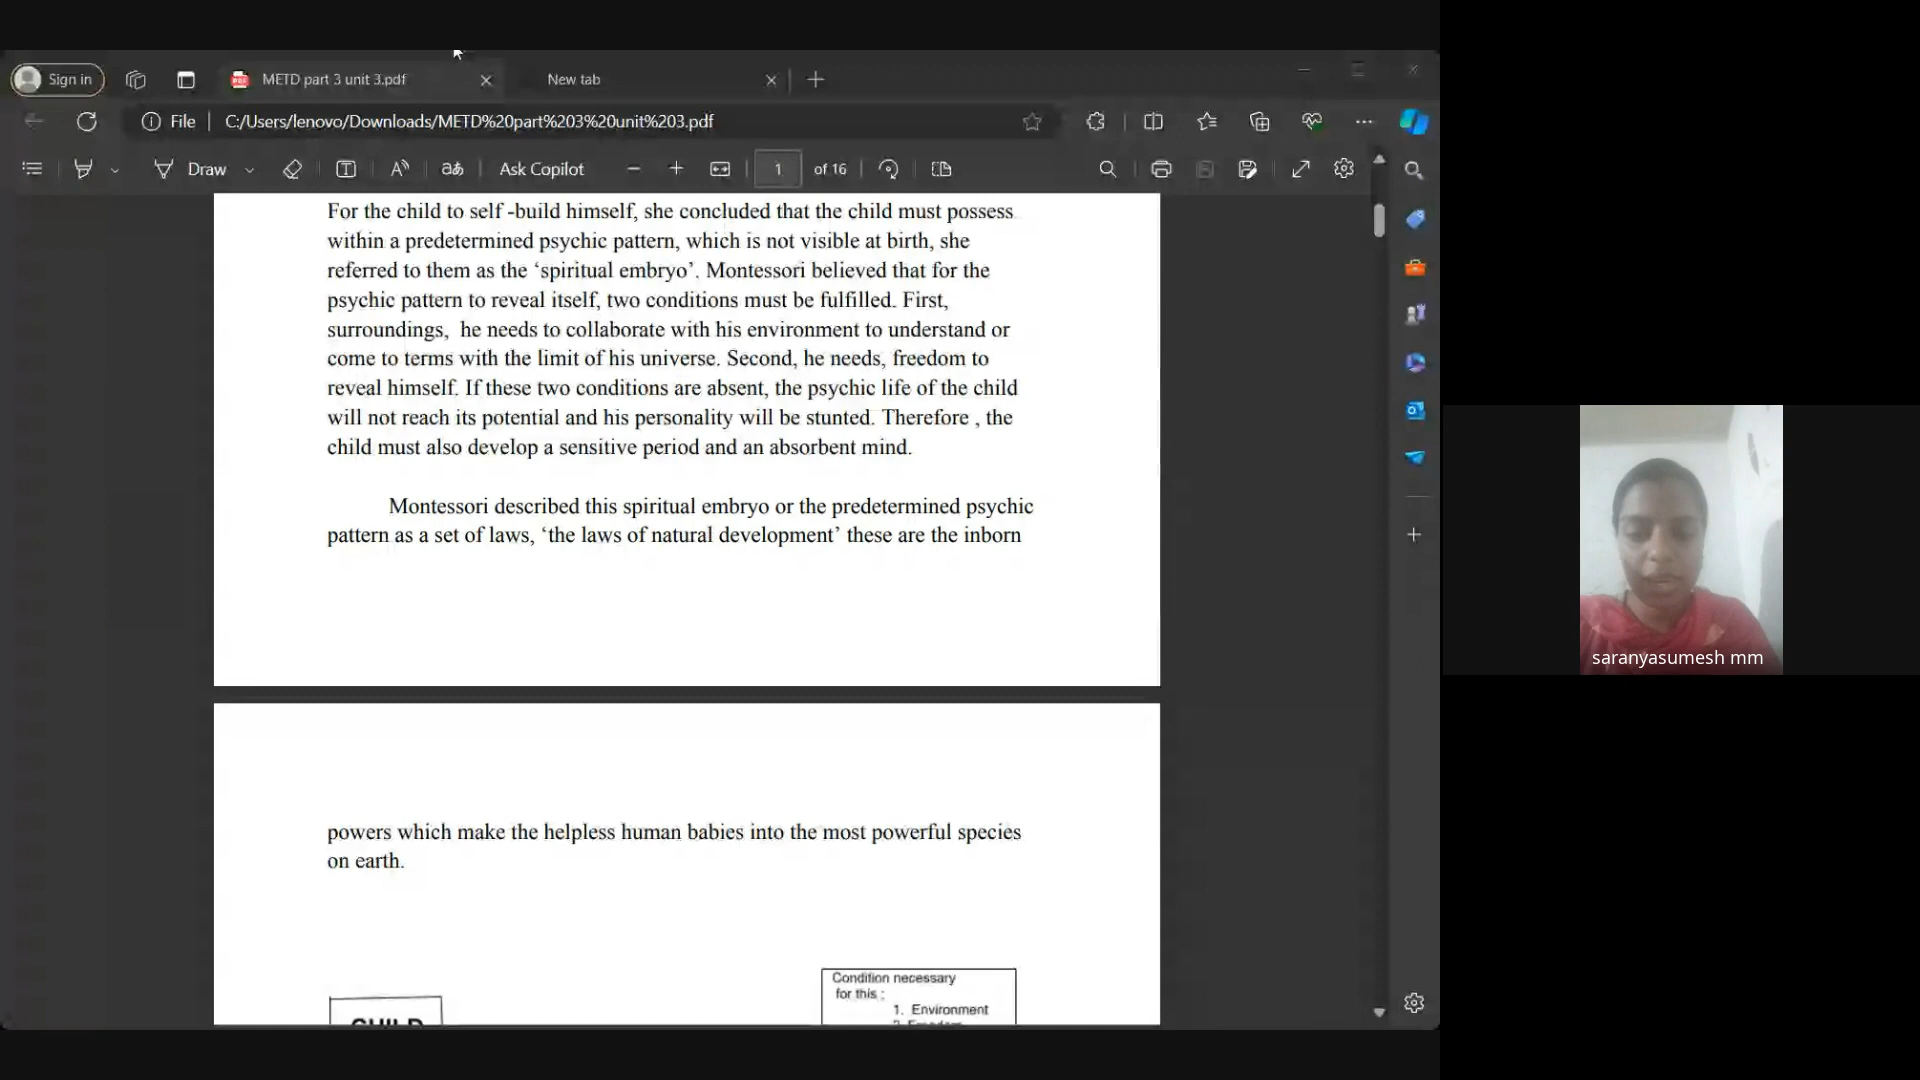 Sign in
METD part 3 unit 3.pdf
New tab
File
C:/Users/lenovo/Downloads/METD%20part%203%20unit%203.pdf
Draw
Ask Copilot
1
of 16
For the child to self -build himself, she concluded that the child must possess
within a predetermined psychic pattern, which is not visible at birth, she
referred to them as the ‘spiritual embryo’. Montessori believed that for the
psychic pattern to reveal itself, two conditions must be fulfilled. First,
surroundings,  he needs to collaborate with his environment to understand or
come to terms with the limit of his universe. Second, he needs, freedom to
reveal himself. If these two conditions are absent, the psychic life of the child
will not reach its potential and his personality will be stunted. Therefore , the
child must also develop a sensitive period and an absorbent mind.
Montessori described this spiritual embryo or the predetermined psychic
pattern as a set of laws, ‘the laws of natural development’ these are the inborn
powers which make the helpless human babies into the most powerful species
on earth.
Condition necessary
for this ;
1. Environment
2. Freedom
CHILD
saranyasumesh mm